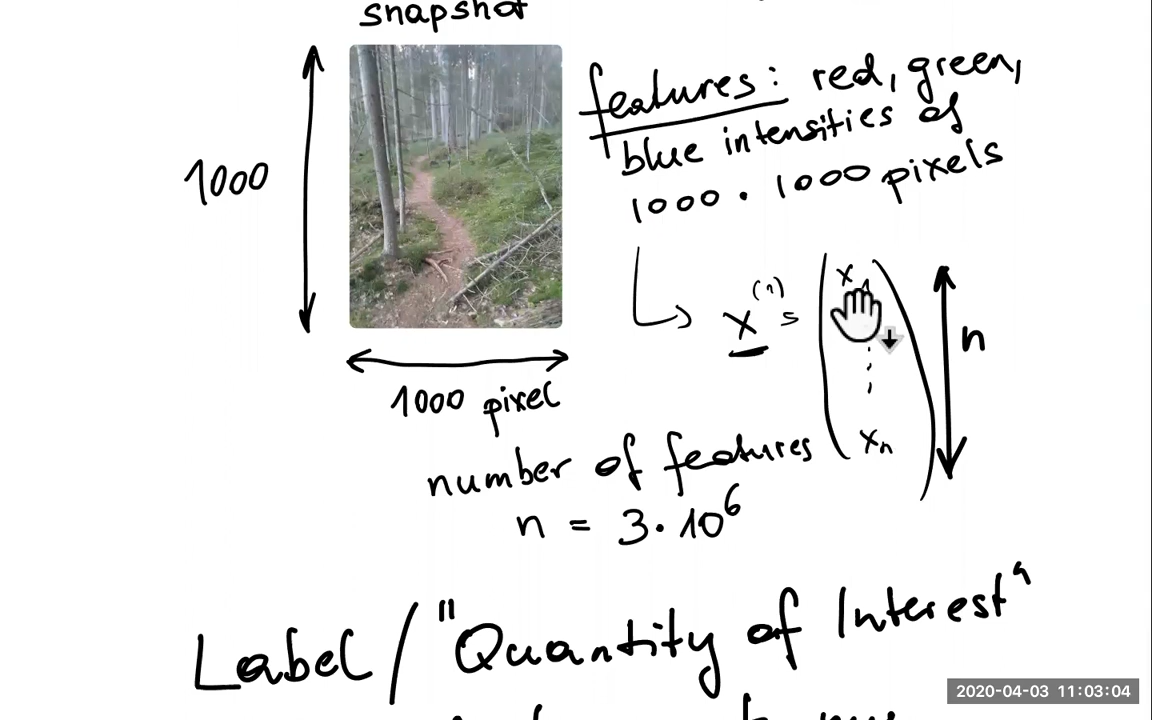 snapshot
features: red, green,
blue intensities of
1000 · 1000 pixels
1000
x^(1) = (x_1
x_n)
n
1000 pixel
number of features
n = 3·10^6
Label / "Quantity of Interest"
2020-04-03 11:03:04